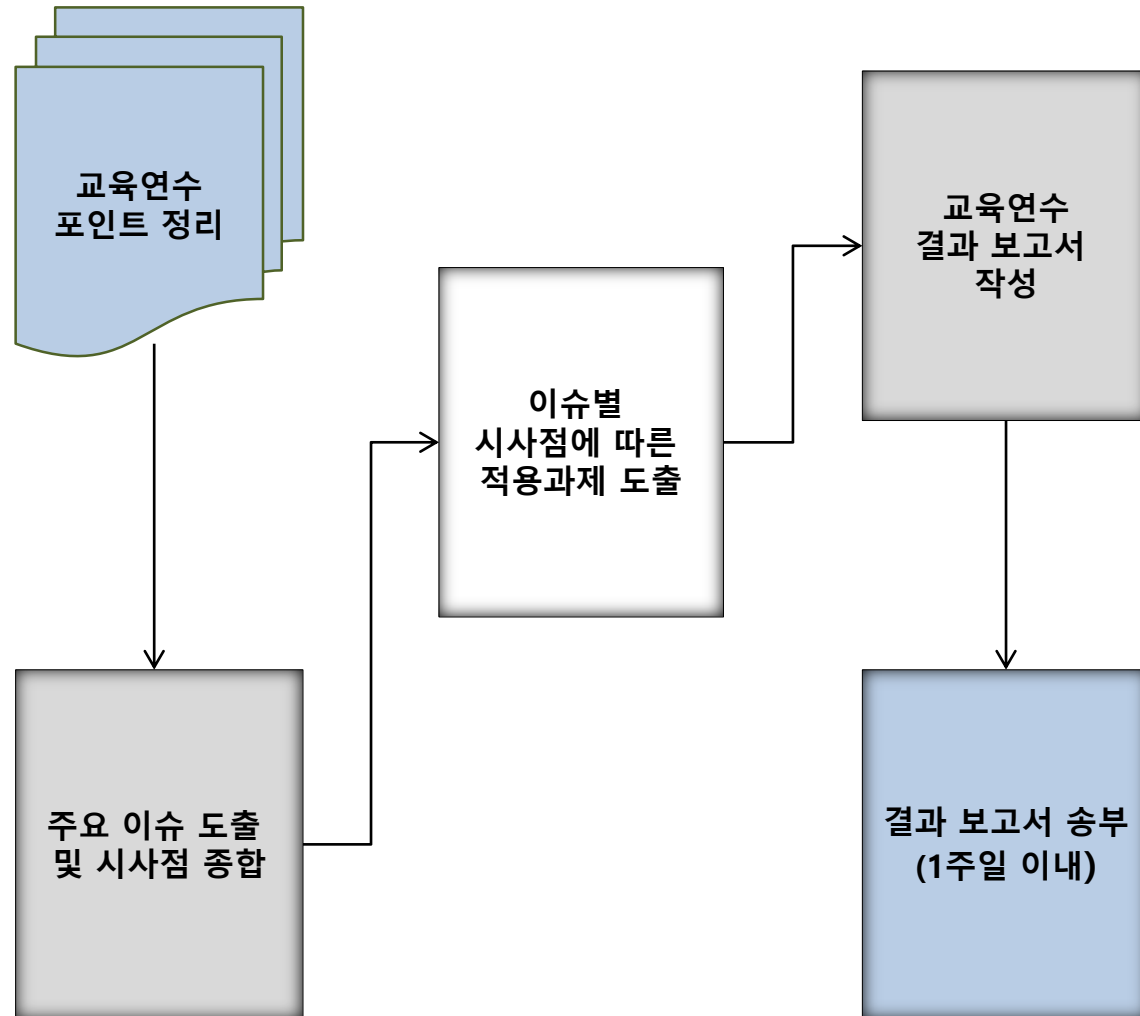 교육연수
포인트 정리
주요 이슈 도출
및 시사점 종합
이슈별
시사점에 따른
적용과제 도출
교육연수
결과 보고서
작성
결과 보고서 송부
(1주일 이내)